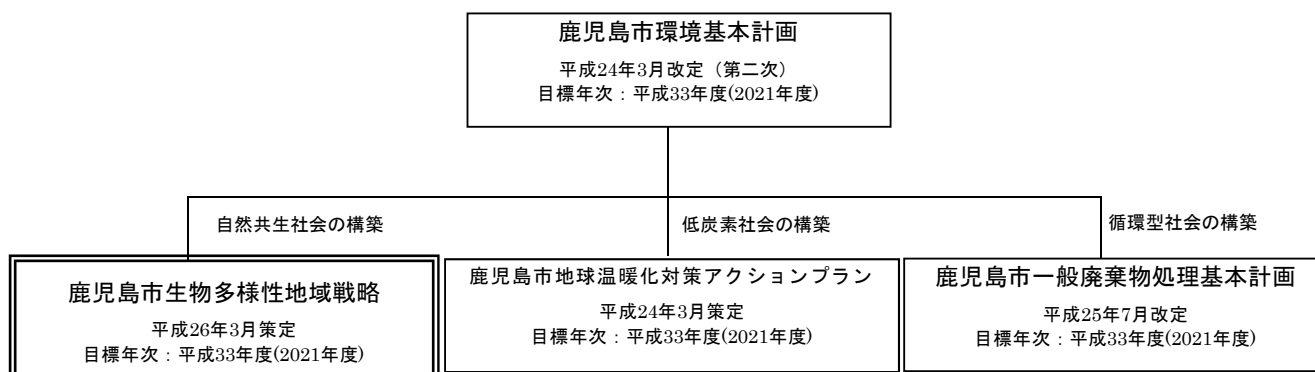 鹿児島市環境基本計画
平成24年3月改定（第二次）
目標年次：平成33年度(2021年度)
自然共生社会の構築
低炭素社会の構築
循環型社会の構築
鹿児島市生物多様性地域戦略
平成26年3月策定
目標年次：平成33年度(2021年度)
鹿児島市地球温暖化対策アクションプラン
平成24年3月策定
目標年次：平成33年度(2021年度)
鹿児島市一般廃棄物処理基本計画
平成25年7月改定
目標年次：平成33年度(2021年度)